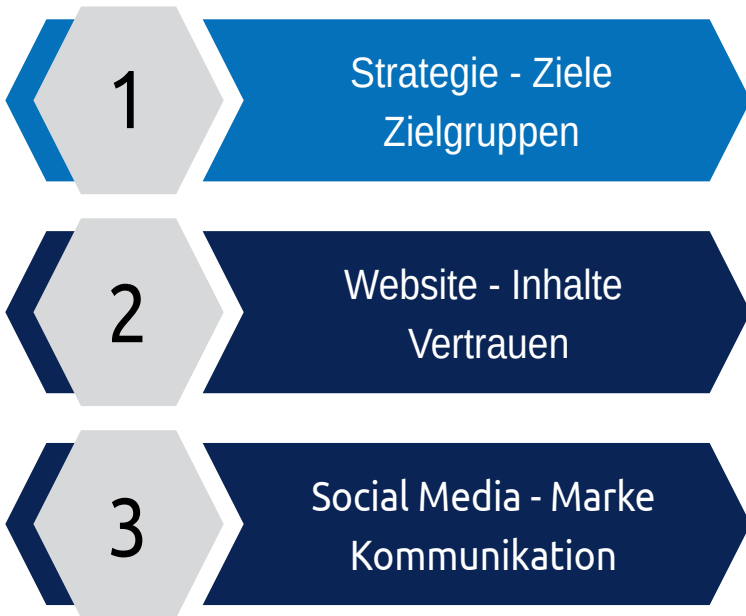 1
Strategie - Ziele
Zielgruppen
2
Website - Inhalte
Vertrauen
3
Social Media - Marke
Kommunikation